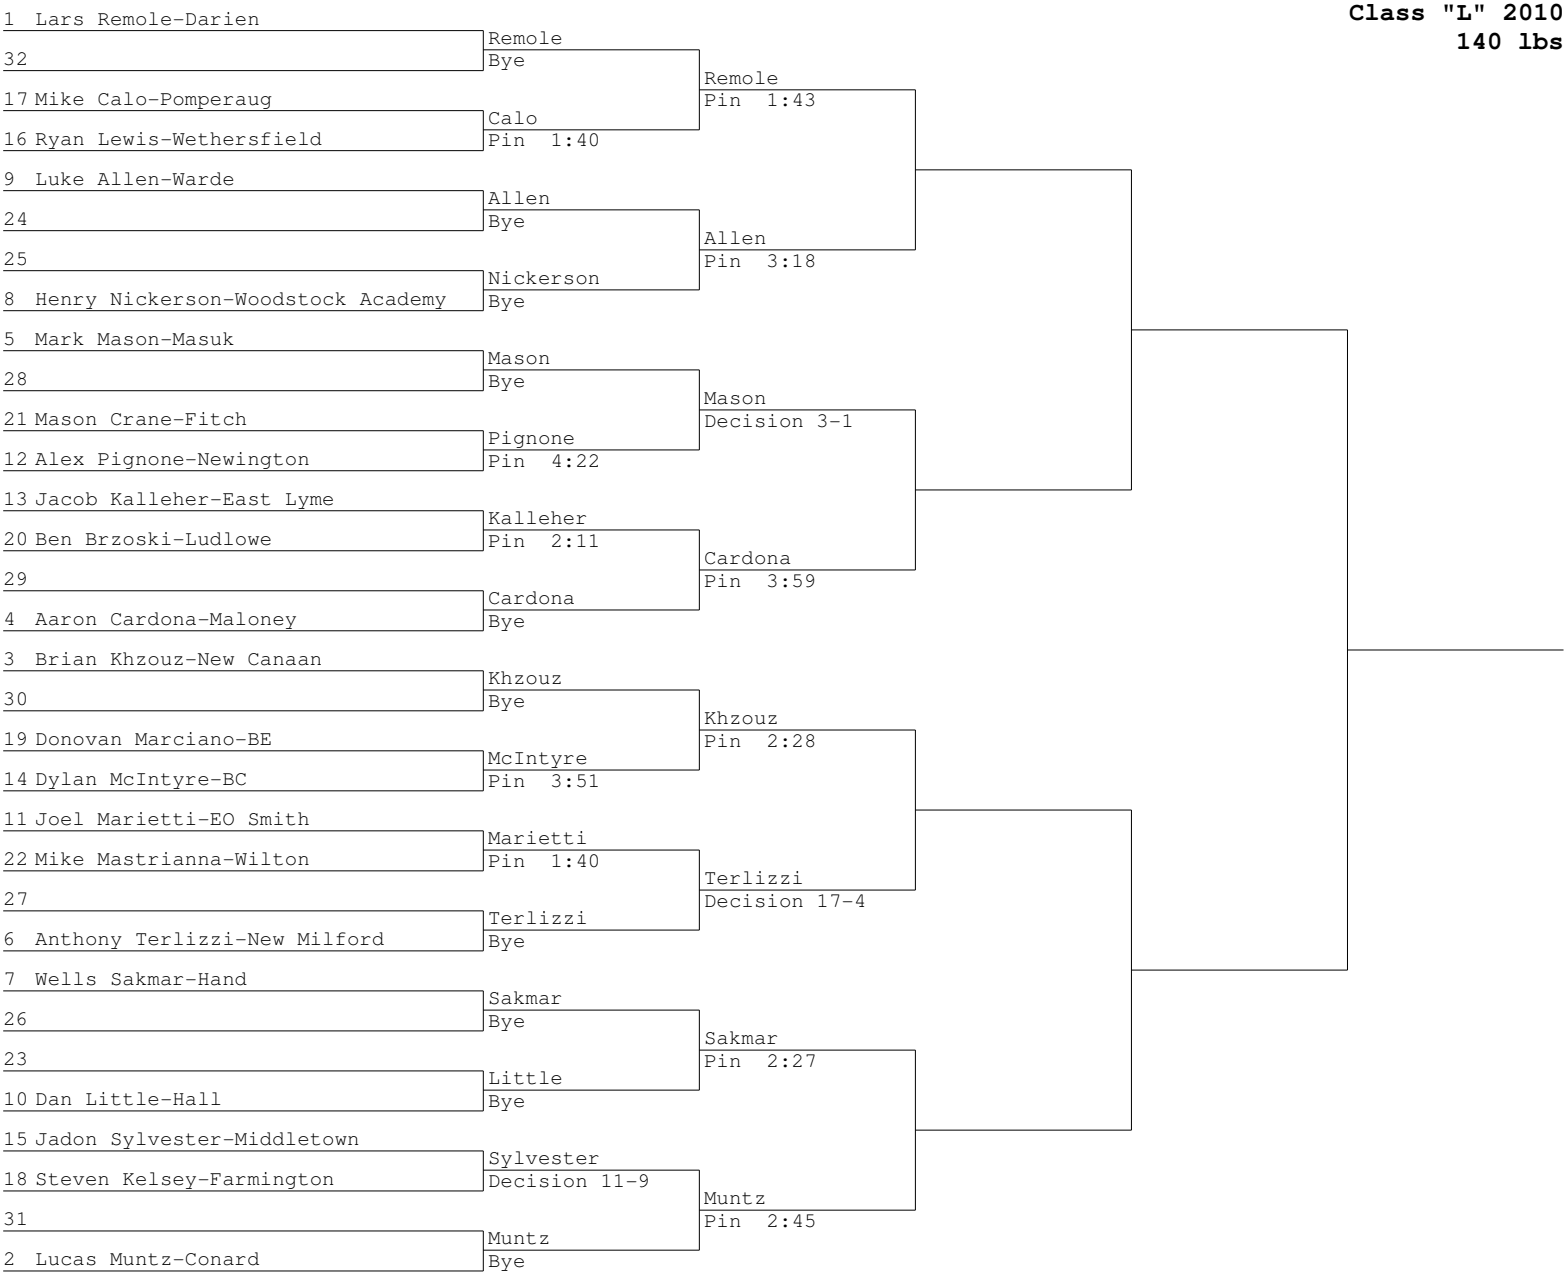 Class "L" 2010
140 lbs
1 Lars Remole-Darien
32
17 Mike Calo-Pomperaug
16 Ryan Lewis-Wethersfield
9 Luke Allen-Warde
24
25
8 Henry Nickerson-Woodstock Academy
5 Mark Mason-Masuk
28
21 Mason Crane-Fitch
12 Alex Pignone-Newington
13 Jacob Kalleher-East Lyme
20 Ben Brzoski-Ludlowe
29
4 Aaron Cardona-Maloney
3 Brian Khzouz-New Canaan
30
19 Donovan Marciano-BE
14 Dylan McIntyre-BC
11 Joel Marietti-EO Smith
22 Mike Mastrianna-Wilton
27
6 Anthony Terlizzi-New Milford
7 Wells Sakmar-Hand
26
23
10 Dan Little-Hall
15 Jadon Sylvester-Middletown
18 Steven Kelsey-Farmington
31
2 Lucas Muntz-Conard
Remole
Bye
Calo
Pin 1:40
Allen
Bye
Nickerson
Bye
Mason
Bye
Pignone
Pin 4:22
Kalleher
Pin 2:11
Cardona
Bye
Khzouz
Bye
McIntyre
Pin 3:51
Marietti
Pin 1:40
Terlizzi
Bye
Sakmar
Bye
Little
Bye
Sylvester
Decision 11-9
Muntz
Bye
Remole
Pin 1:43
Allen
Pin 3:18
Mason
Decision 3-1
Cardona
Pin 3:59
Khzouz
Pin 2:28
Terlizzi
Decision 17-4
Sakmar
Pin 2:27
Muntz
Pin 2:45